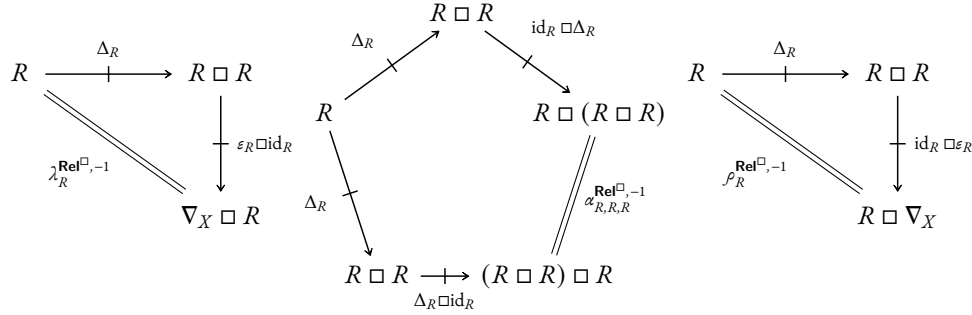 R □ R
Δ_R
id_R □ Δ_R
R
Δ_R
R □ R
ε_R □ id_R
λ_R^{Rel^□,−1}
∇_X □ R
R
R □ (R □ R)
Δ_R
α_{R,R,R}^{Rel^□,−1}
R □ R
Δ_R □ id_R
(R □ R) □ R
R
Δ_R
R □ R
id_R □ ε_R
ρ_R^{Rel^□,−1}
R □ ∇_X